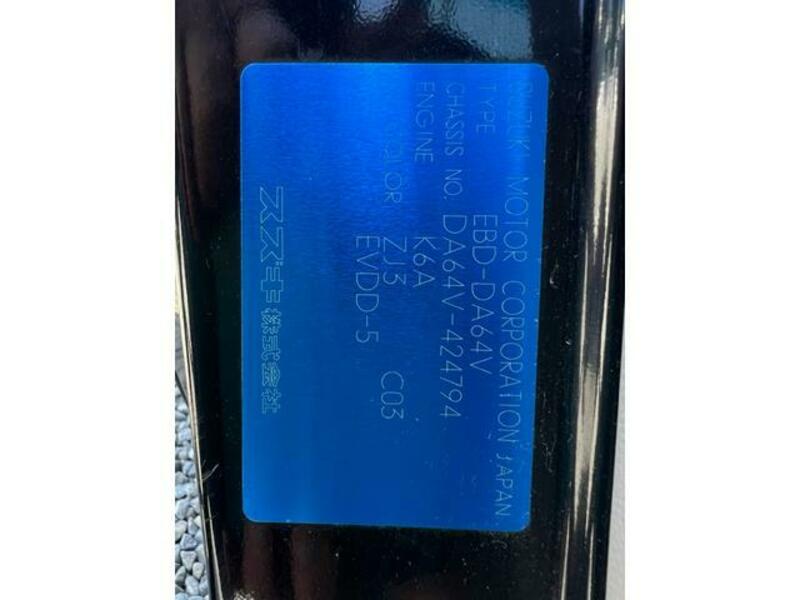 SUZUKI MOTOR CORPORATION JAPAN
TYPE EBD-DA64V
CHASSIS NO. DA64V-424794
ENGINE K6A
COLOR ZJ3 C03
EVDD-5
スズキ株式会社